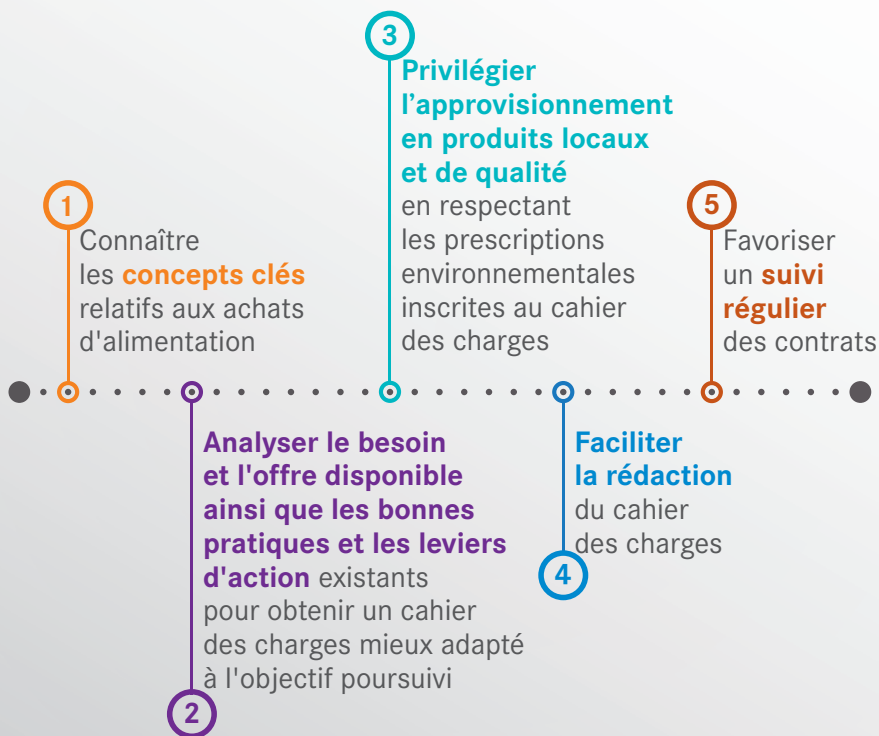 1
Connaître
les concepts clés
relatifs aux achats
d'alimentation
2
Analyser le besoin
et l'offre disponible
ainsi que les bonnes
pratiques et les leviers
d'action existants
pour obtenir un cahier
des charges mieux adapté
à l'objectif poursuivi
3
Privilégier
l’approvisionnement
en produits locaux
et de qualité
en respectant
les prescriptions
environnementales
inscrites au cahier
des charges
4
Faciliter
la rédaction
du cahier
des charges
5
Favoriser
un suivi
régulier
des contrats